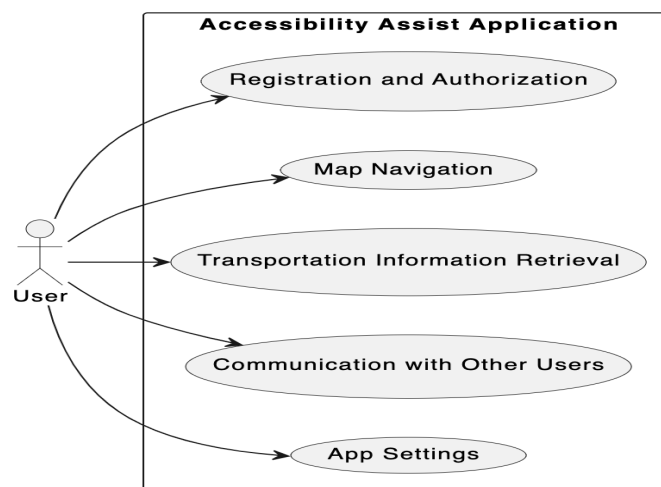 Accessibility Assist Application
Registration and Authorization
Map Navigation
Transportation Information Retrieval
User
Communication with Other Users
App Settings